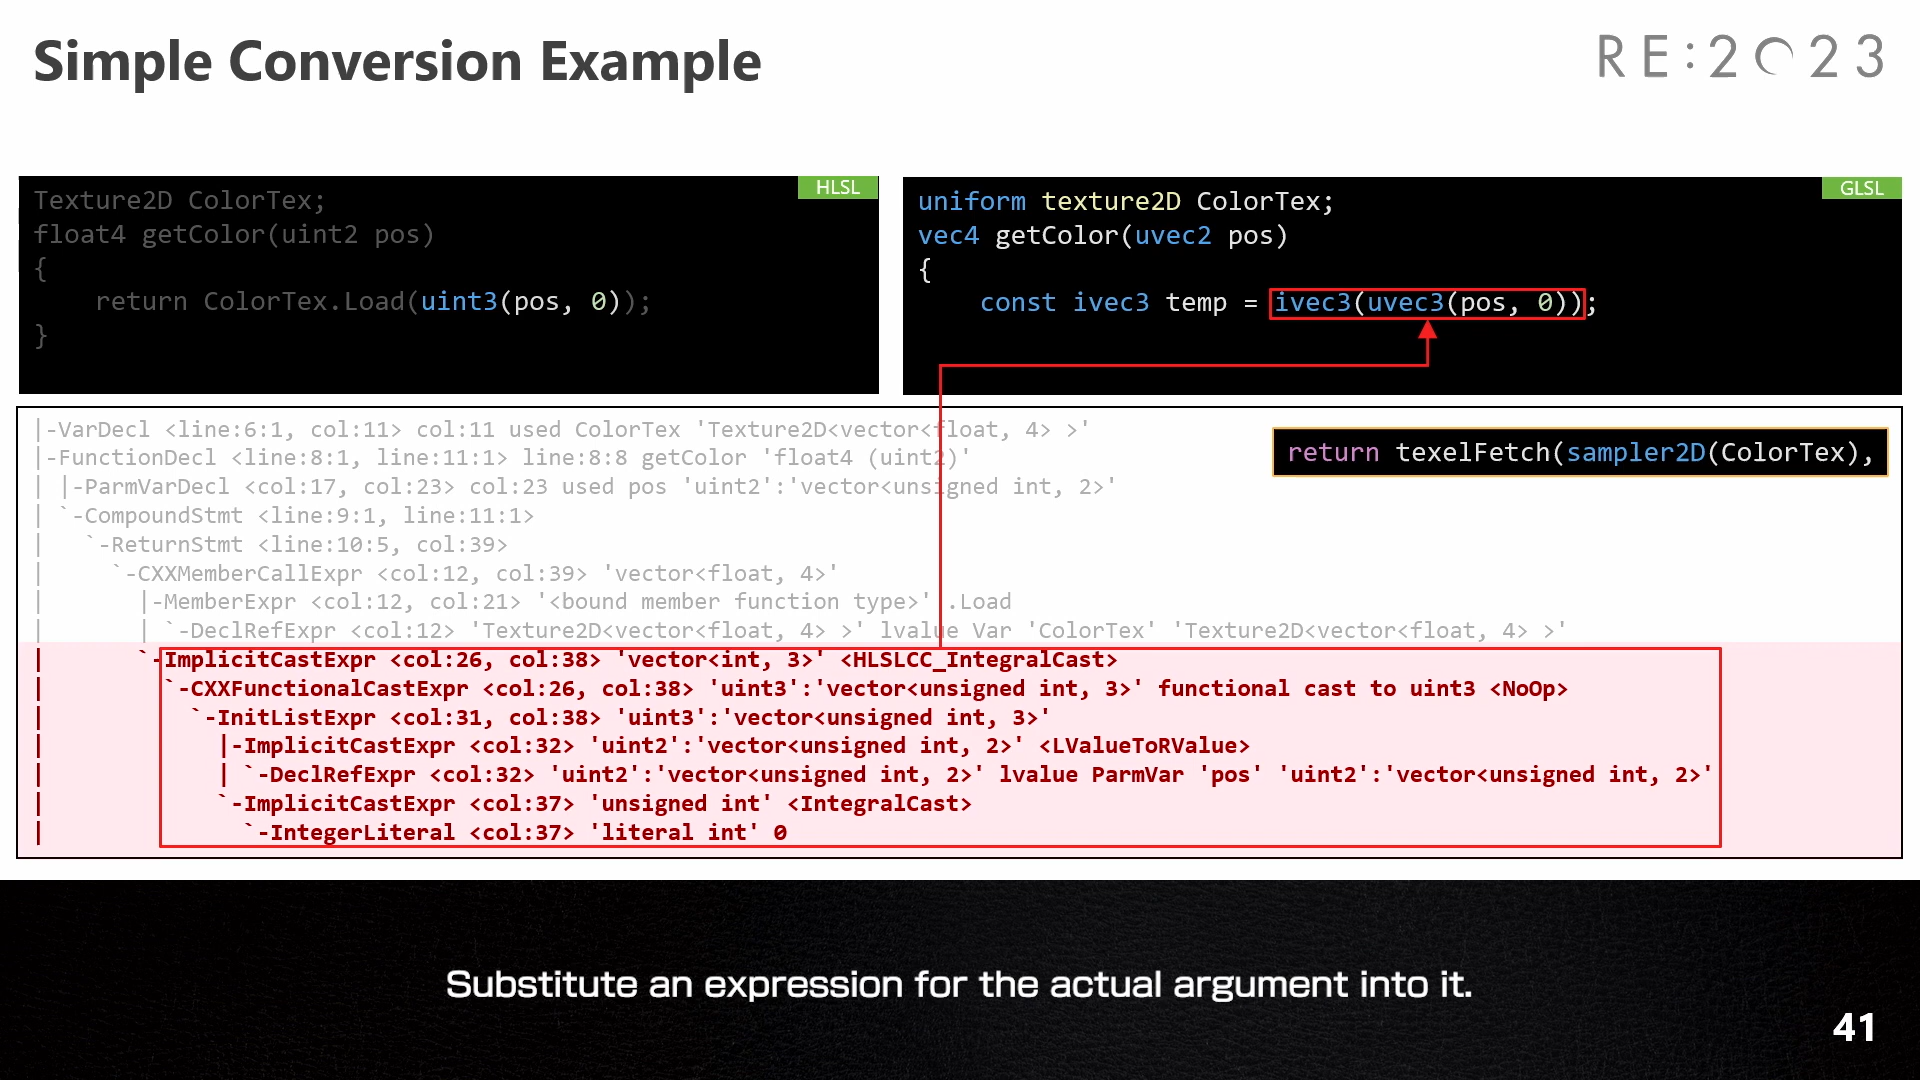 Simple Conversion Example
RE:2023
HLSL
Texture2D ColorTex;
float4 getColor(uint2 pos)
{
    return ColorTex.Load(uint3(pos, 0));
}
GLSL
uniform texture2D ColorTex;
vec4 getColor(uvec2 pos)
{
    const ivec3 temp = ivec3(uvec3(pos, 0));
return texelFetch(sampler2D(ColorTex),
|-VarDecl <line:6:1, col:11> col:11 used ColorTex 'Texture2D<vector<float, 4> >'
|-FunctionDecl <line:8:1, line:11:1> line:8:8 getColor 'float4 (uint2)'
| |-ParmVarDecl <col:17, col:23> col:23 used pos 'uint2':'vector<unsigned int, 2>'
| `-CompoundStmt <line:9:1, line:11:1>
|   `-ReturnStmt <line:10:5, col:39>
|     `-CXXMemberCallExpr <col:12, col:39> 'vector<float, 4>'
|       |-MemberExpr <col:12, col:21> '<bound member function type>' .Load
|       | `-DeclRefExpr <col:12> 'Texture2D<vector<float, 4> >' lvalue Var 'ColorTex' 'Texture2D<vector<float, 4> >'
|       `-ImplicitCastExpr <col:26, col:38> 'vector<int, 3>' <HLSLCC_IntegralCast>
|         `-CXXFunctionalCastExpr <col:26, col:38> 'uint3':'vector<unsigned int, 3>' functional cast to uint3 <NoOp>
|           `-InitListExpr <col:31, col:38> 'uint3':'vector<unsigned int, 3>'
|             |-ImplicitCastExpr <col:32> 'uint2':'vector<unsigned int, 2>' <LValueToRValue>
|             | `-DeclRefExpr <col:32> 'uint2':'vector<unsigned int, 2>' lvalue ParmVar 'pos' 'uint2':'vector<unsigned int, 2>'
|             `-ImplicitCastExpr <col:37> 'unsigned int' <IntegralCast>
|               `-IntegerLiteral <col:37> 'literal int' 0
Substitute an expression for the actual argument into it.
41